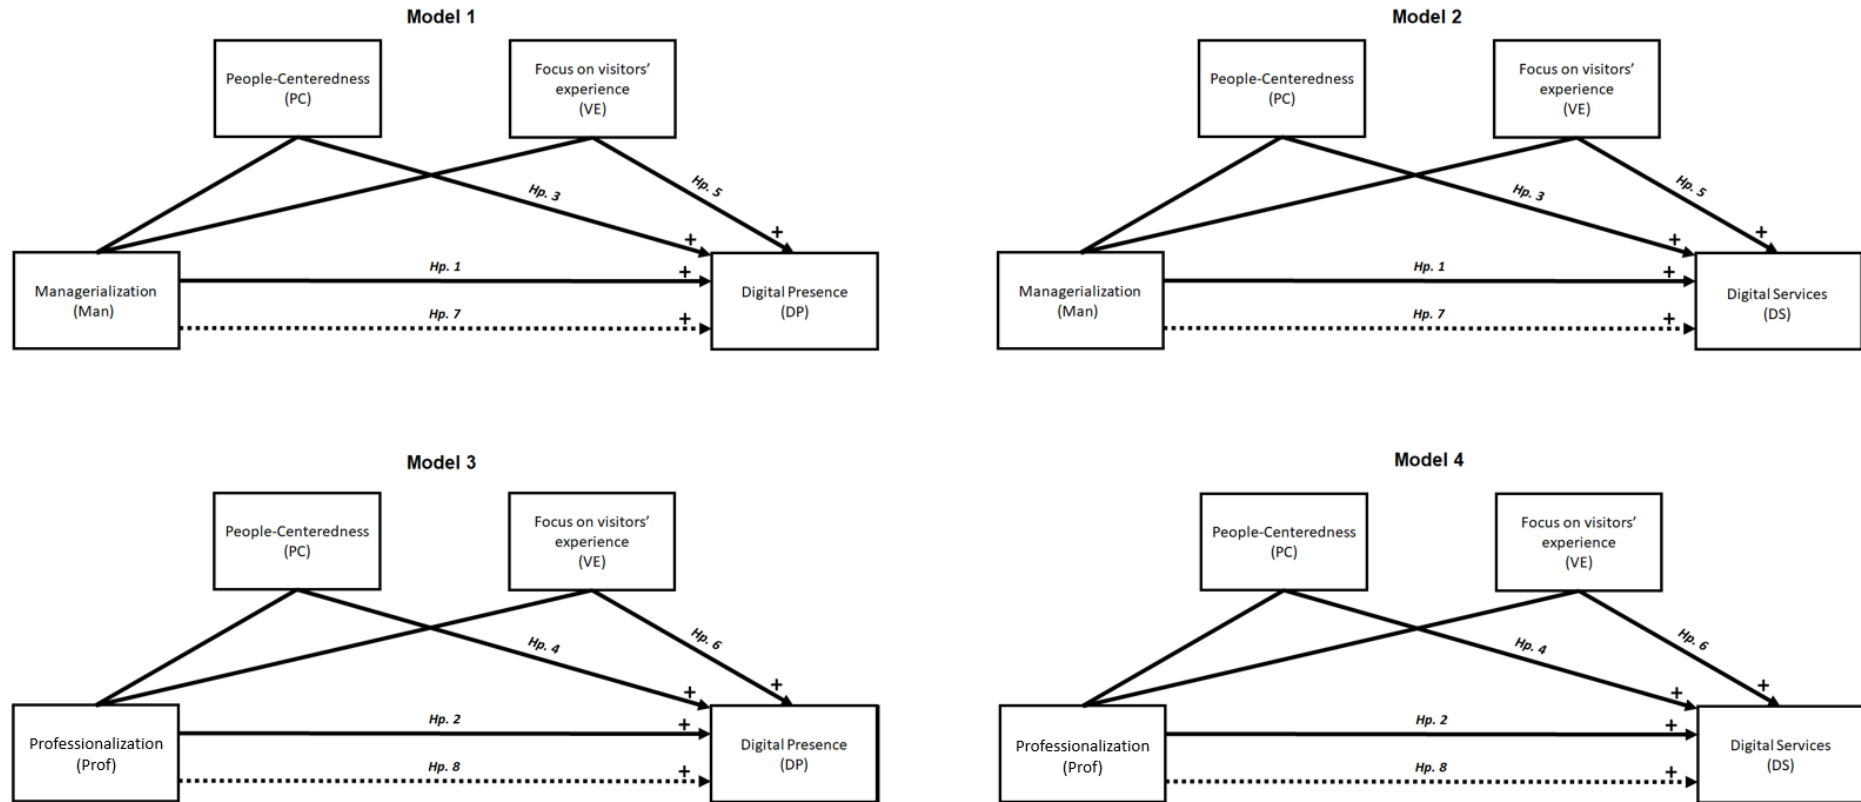 Model 1
People-Centeredness
(PC)
Focus on visitors'
experience
(VE)
Hp. 3
Hp. 5
+
+
Managerialization
(Man)
Hp. 1
+
Hp. 7
+
Digital Presence
(DP)
Model 2
People-Centeredness
(PC)
Focus on visitors'
experience
(VE)
Hp. 3
Hp. 5
+
+
Managerialization
(Man)
Hp. 1
+
Hp. 7
+
Digital Services
(DS)
Model 3
People-Centeredness
(PC)
Focus on visitors'
experience
(VE)
Hp. 4
Hp. 6
+
+
Professionalization
(Prof)
Hp. 2
+
Hp. 8
+
Digital Presence
(DP)
Model 4
People-Centeredness
(PC)
Focus on visitors'
experience
(VE)
Hp. 4
Hp. 6
+
+
Professionalization
(Prof)
Hp. 2
+
Hp. 8
+
Digital Services
(DS)